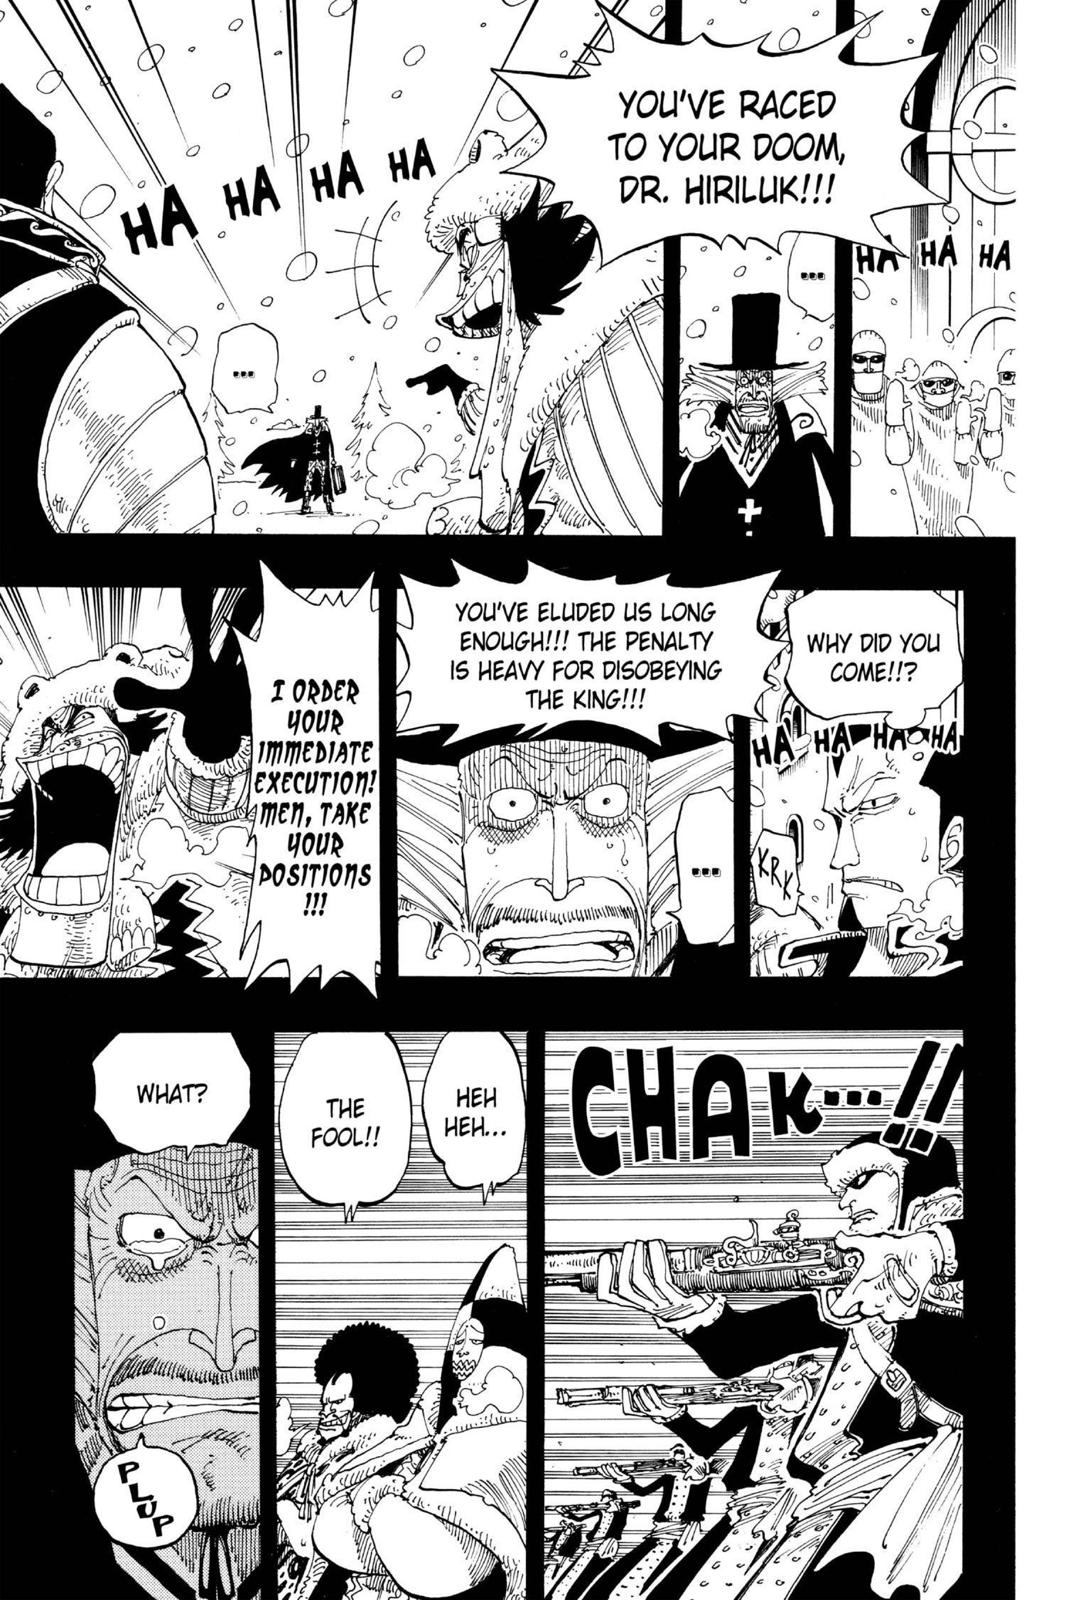 HA HA HA
...
YOU'VE RACED
TO YOUR DOOM,
DR. HIRILUK!!!
HA HA HA HA
...
WHY DID YOU
COME!!?
HA HA HA HA
KRK
YOU'VE ELUDED US LONG
ENOUGH!!! THE PENALTY
IS HEAVY FOR DISOBEYING
THE KING!!!
...
I ORDER
YOUR
IMMEDIATE
EXECUTION!
MEN, TAKE
YOUR
POSITIONS
!!!
CHAK...!!
HEH
HEH...
THE
FOOL!!
WHAT?
PLUP